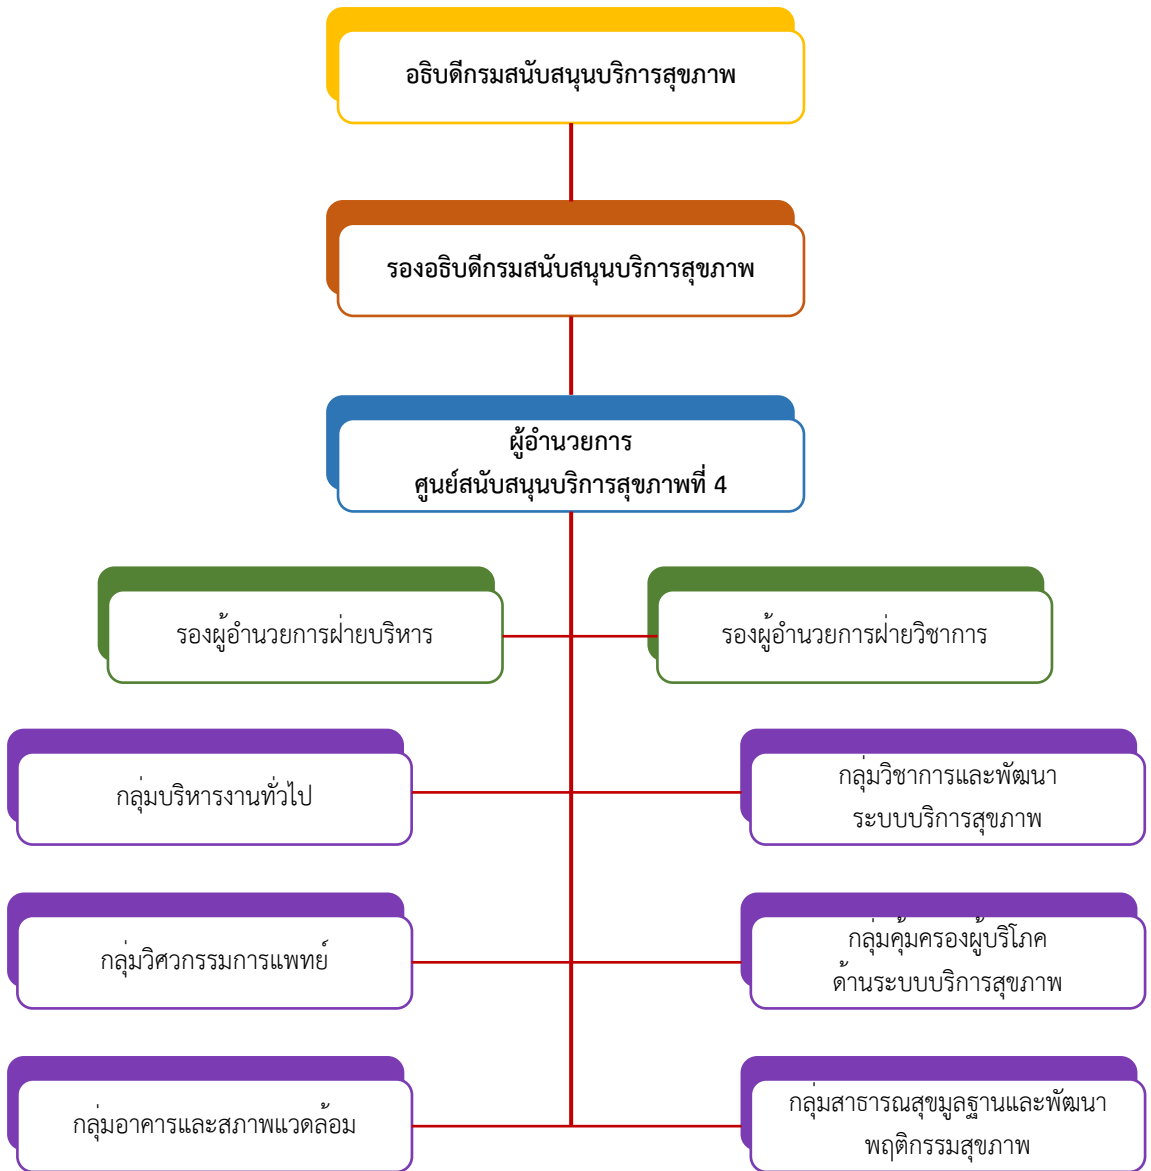 อธิบดีกรมสนับสนุนบริการสุขภาพ
รองอธิบดีกรมสนับสนุนบริการสุขภาพ
ผู้อำนวยการ
ศูนย์สนับสนุนบริการสุขภาพที่ 4
รองผู้อำนวยการฝ่ายบริหาร
รองผู้อำนวยการฝ่ายวิชาการ
กลุ่มบริหารงานทั่วไป
กลุ่มวิชาการและพัฒนา
ระบบบริการสุขภาพ
กลุ่มวิศวกรรมการแพทย์
กลุ่มคุ้มครองผู้บริโภค
ด้านระบบบริการสุขภาพ
กลุ่มอาคารและสภาพแวดล้อม
กลุ่มสาธารณสุขมูลฐานและพัฒนา
พฤติกรรมสุขภาพ